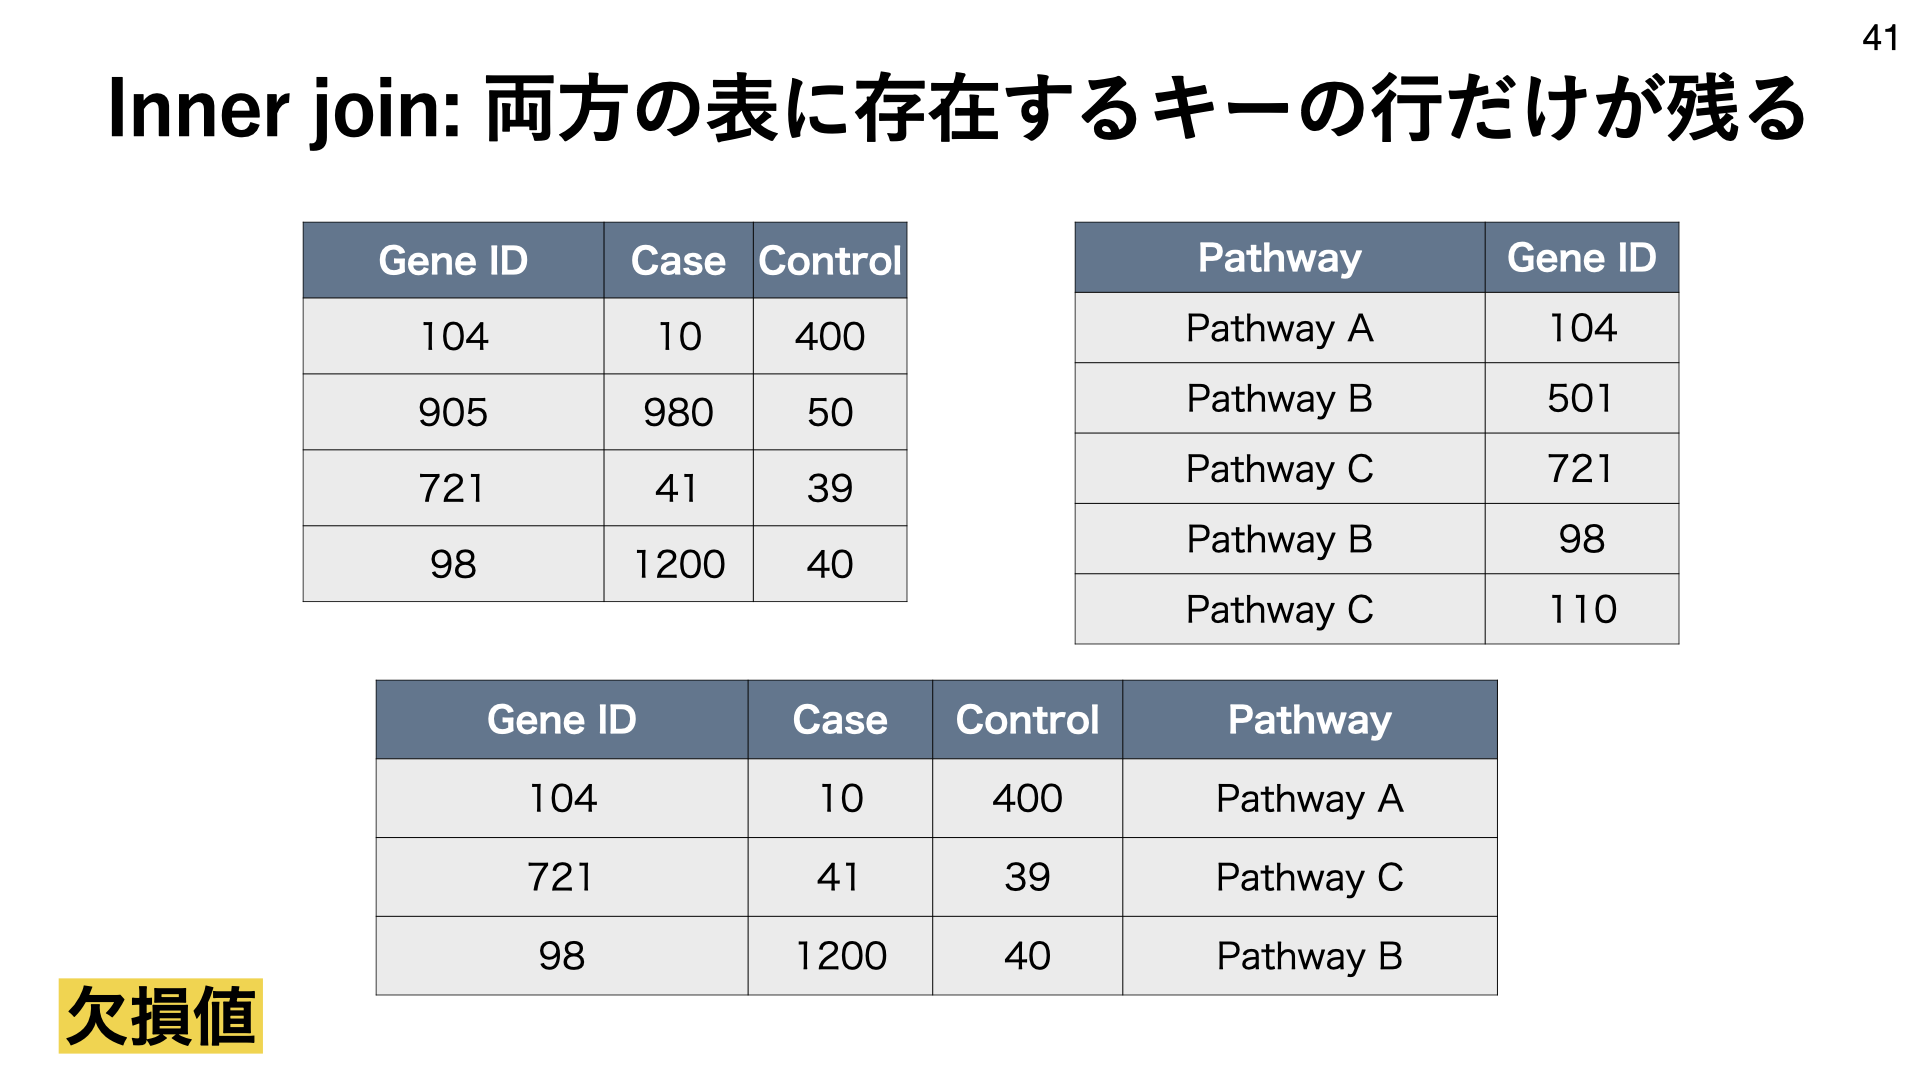 41
Inner join: 両方の表に存在するキーの行だけが残る
Gene ID Case Control
104 10 400
905 980 50
721 41 39
98 1200 40
Pathway Gene ID
Pathway A 104
Pathway B 501
Pathway C 721
Pathway B 98
Pathway C 110
Gene ID Case Control Pathway
104 10 400 Pathway A
721 41 39 Pathway C
98 1200 40 Pathway B
欠損値